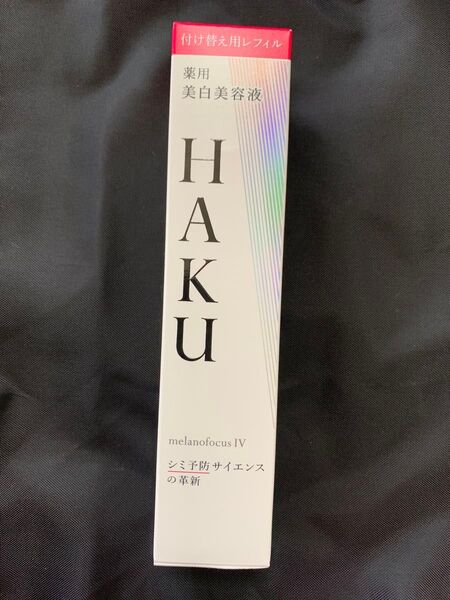 付け替え用レフィル
薬用
美白美容液
HAKU
melanofocus IV
シミ予防サイエンス
の革新